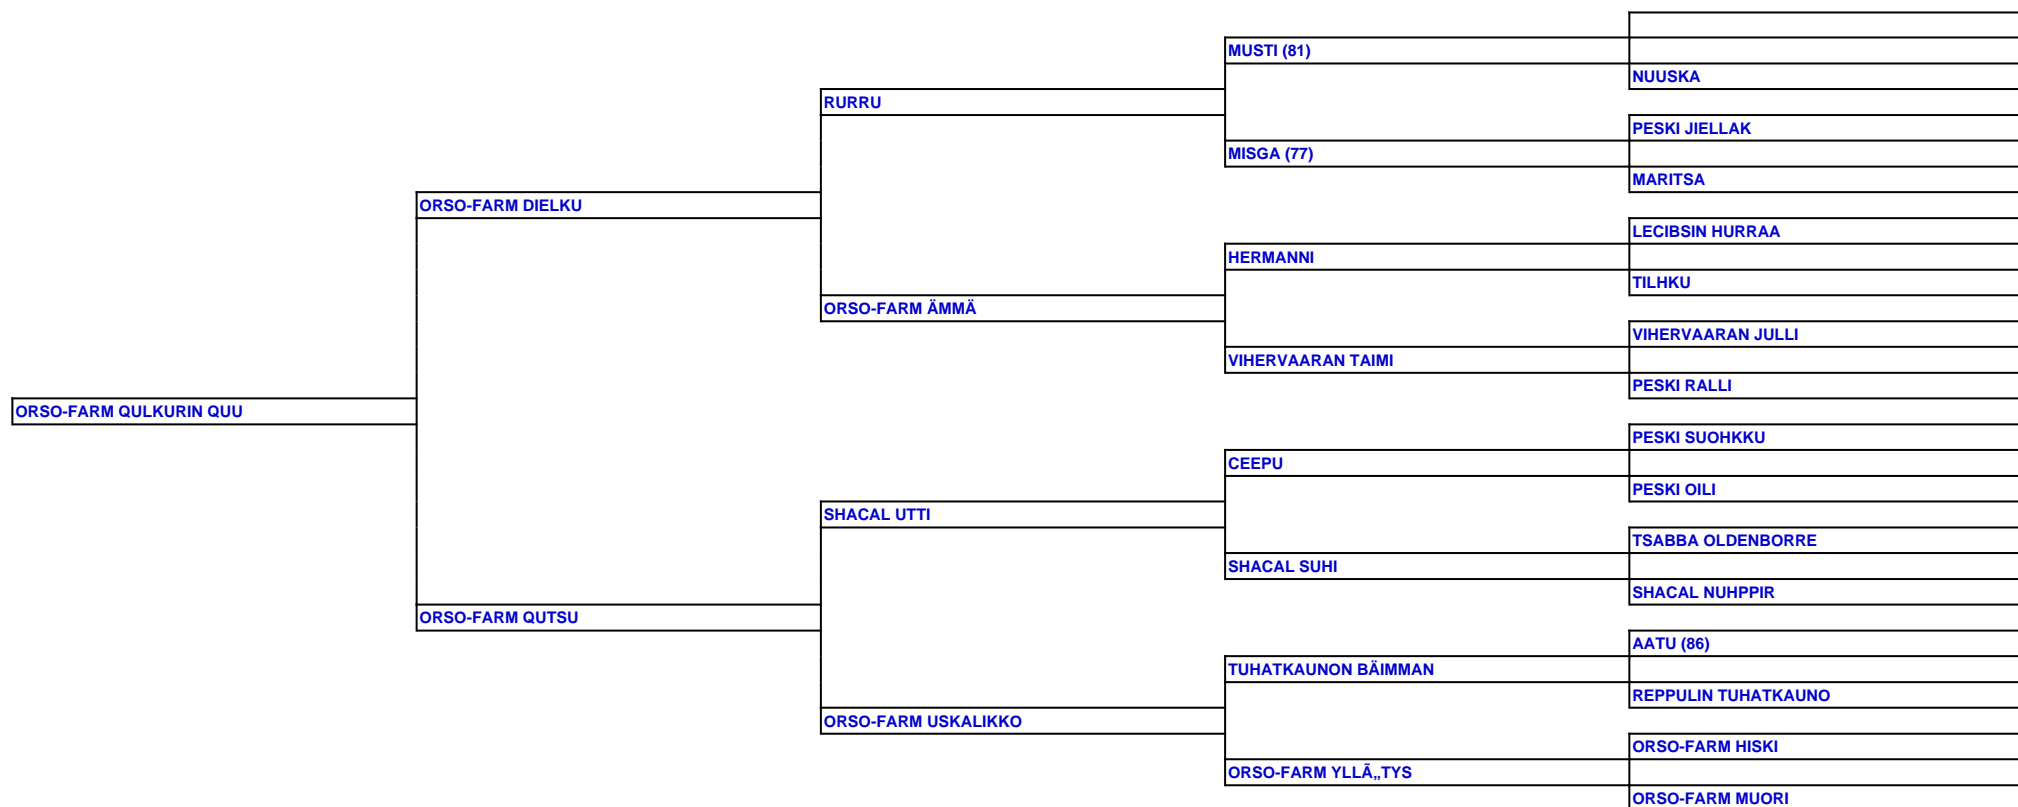 MUSTI (81)
NUUSKA
RURRU
PESKI JIELLAK
MISGA (77)
MARITSA
ORSO-FARM DIELKU
LECIBSIN HURRAA
HERMANNI
TILHKU
ORSO-FARM ÄMMÄ
VIHERVAARAN JULLI
VIHERVAARAN TAIMI
PESKI RALLI
ORSO-FARM QULKURIN QUU
PESKI SUOHKKU
CEEPU
PESKI OILI
SHACAL UTTI
TSABBA OLDENBORRE
SHACAL SUHI
SHACAL NUHPPIR
ORSO-FARM QUTSU
AATU (86)
TUHATKAUNON BÄIMMAN
REPPULIN TUHATKAUNO
ORSO-FARM USKALIKKO
ORSO-FARM HISKI
ORSO-FARM YLLÃ„TYS
ORSO-FARM MUORI